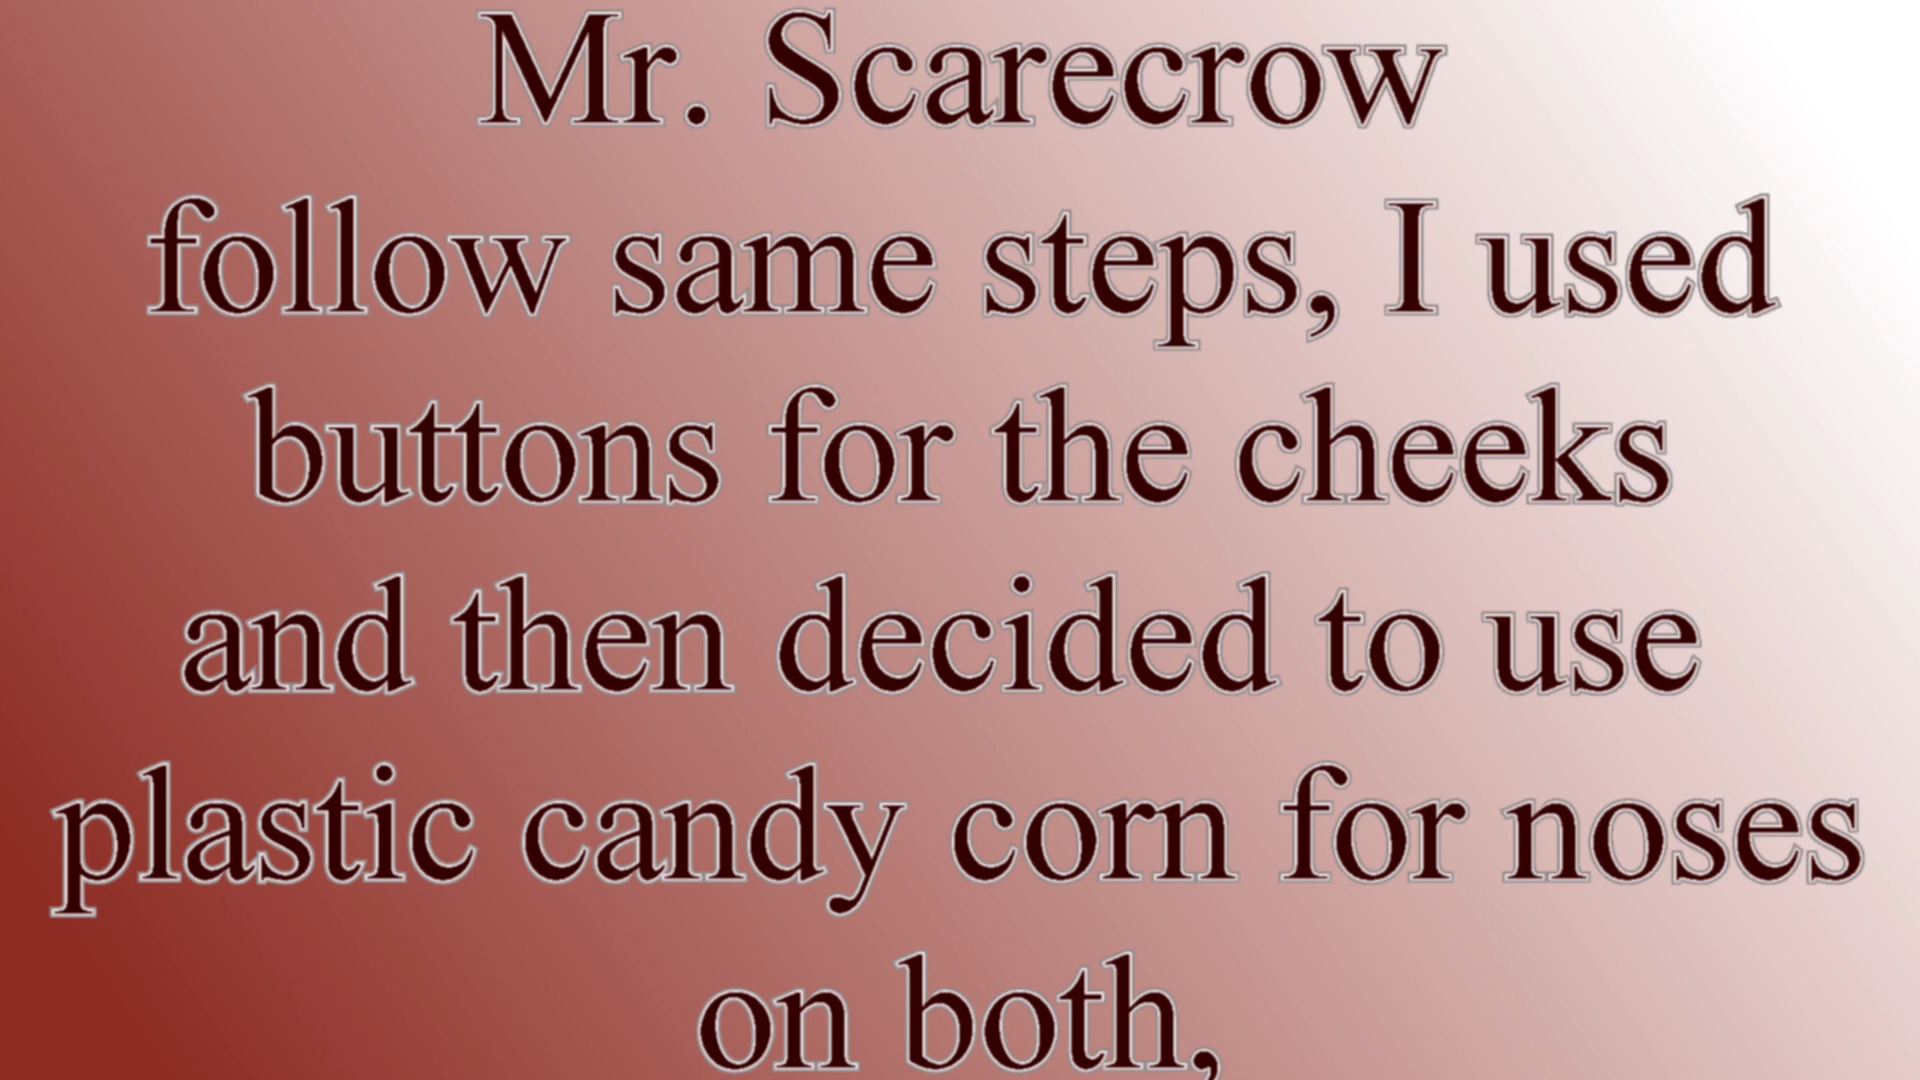 Mr. Scarecrow
follow same steps, I used
buttons for the cheeks
and then decided to use
plastic candy corn for noses
on both,